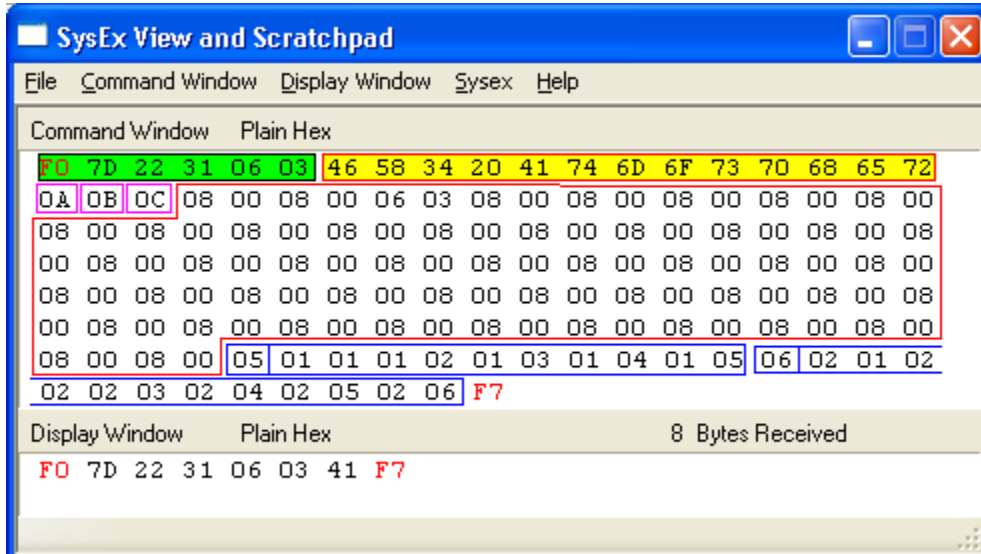 SysEx View and Scratchpad
File Command Window Display Window Sysex Help
Command Window Plain Hex
F0 7D 22 31 06 03 46 58 34 20 41 74 6D 6F 73 70 68 65 72
0A 0B 0C 08 00 08 00 06 03 08 00 08 00 08 00 08 00 08 00
08 00 08 00 08 00 08 00 08 00 08 00 08 00 08 00 08 00 08
00 08 00 08 00 08 00 08 00 08 00 08 00 08 00 08 00 08 00
08 00 08 00 08 00 08 00 08 00 08 00 08 00 08 00 08 00 08
00 08 00 08 00 08 00 08 00 08 00 08 00 08 00 08 00 08 00
08 00 08 00 05 01 01 01 02 01 03 01 04 01 05 06 02 01 02
02 02 03 02 04 02 05 02 06 F7
Display Window Plain Hex 8 Bytes Received
F0 7D 22 31 06 03 41 F7